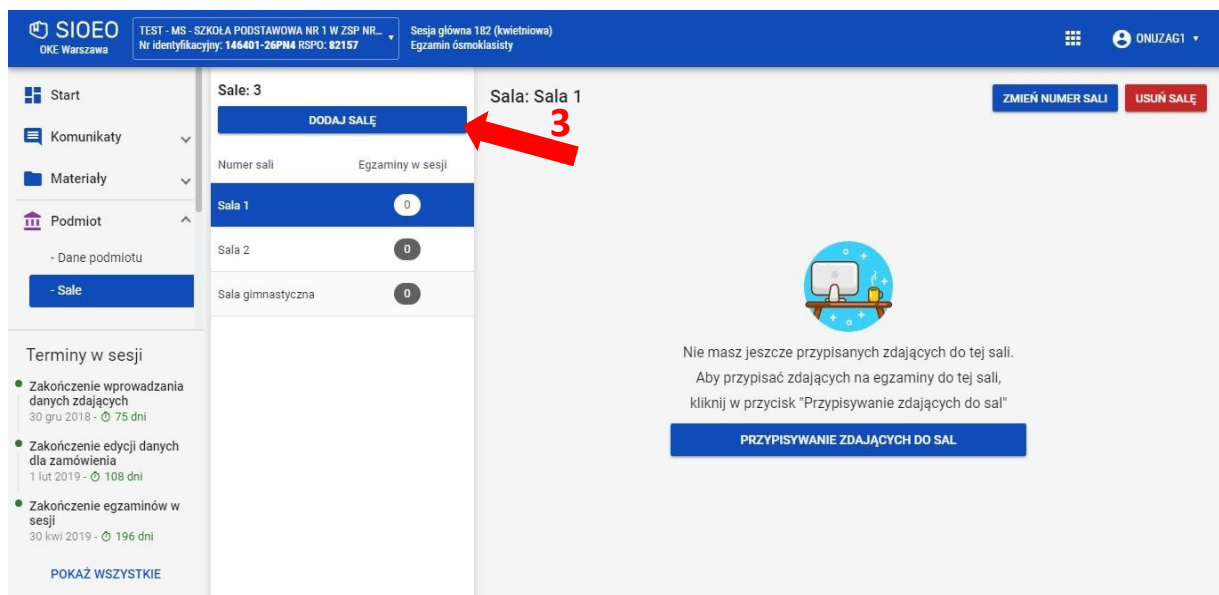 SIOEO
OKE Warszawa
TEST - MS - SZKOŁA PODSTAWOWA NR 1 W ZSP NR...
Nr identyfikacyjny: 146401-26PN4 RSPO: 82157
Sesja główna 182 (kwietniowa)
Egzamin ósmoklasisty
ONUZAG1
Start
Komunikaty
Materiały
Podmiot
- Dane podmiotu
- Sale
Terminy w sesji
Zakończenie wprowadzania
danych zdających
30 gru 2018 - 75 dni
Zakończenie edycji danych
dla zamówienia
1 lut 2019 - 108 dni
Zakończenie egzaminów w
sesji
30 kwi 2019 - 196 dni
POKAŻ WSZYSTKIE
Sale: 3
DODAJ SALĘ
Numer sali Egzaminy w sesji
Sala 1 0
Sala 2 0
Sala gimnastyczna 0
3
Sala: Sala 1
ZMIEŃ NUMER SALI
USUŃ SALĘ
Nie masz jeszcze przypisanych zdających do tej sali.
Aby przypisać zdających na egzaminy do tej sali,
kliknij w przycisk "Przypisywanie zdających do sal"
PRZYPISYWANIE ZDAJĄCYCH DO SAL